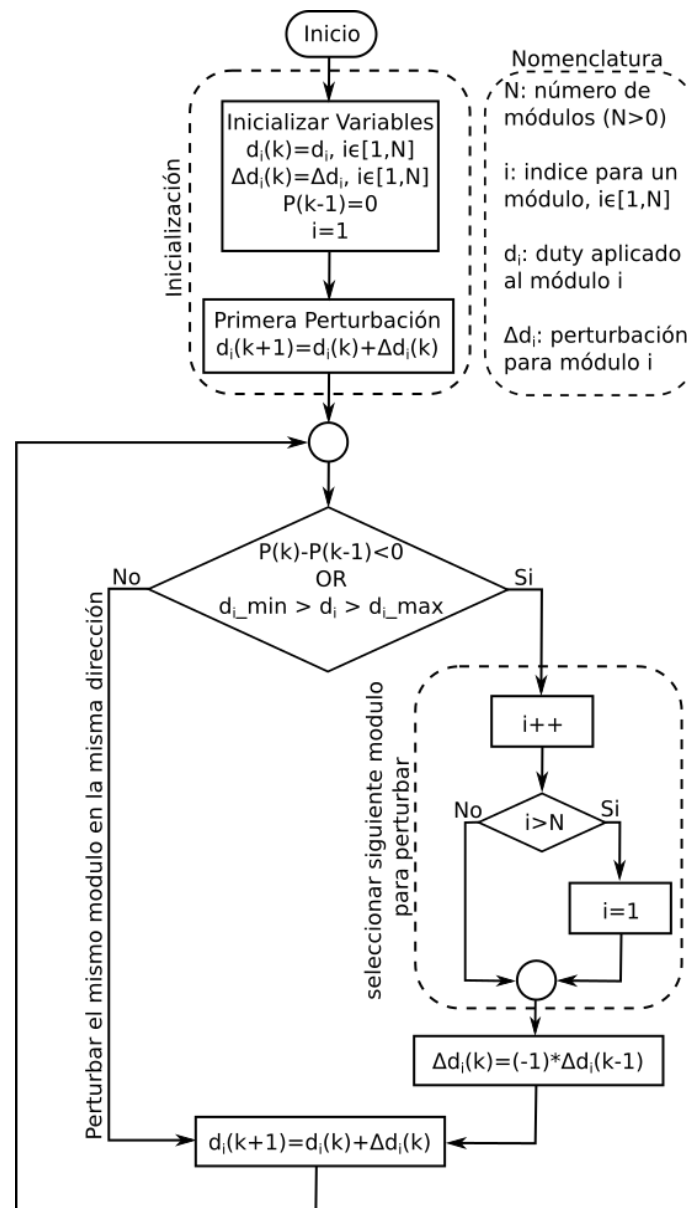 Inicio
Nomenclatura
N: número de
módulos (N>0)
i: indice para un
módulo, iϵ[1,N]
dᵢ: duty aplicado
al módulo i
Δdᵢ: perturbación
para módulo i
Inicialización
Inicializar Variables
dᵢ(k)=dᵢ, iϵ[1,N]
Δdᵢ(k)=Δdᵢ, iϵ[1,N]
P(k-1)=0
i=1
Primera Perturbación
dᵢ(k+1)=dᵢ(k)+Δdᵢ(k)
P(k)-P(k-1)<0
OR
dᵢ_min > dᵢ > dᵢ_max
No
Si
Perturbar el mismo modulo en la misma dirección
seleccionar siguiente modulo
para perturbar
i++
i>N
No
Si
i=1
Δdᵢ(k)=(-1)*Δdᵢ(k-1)
dᵢ(k+1)=dᵢ(k)+Δdᵢ(k)